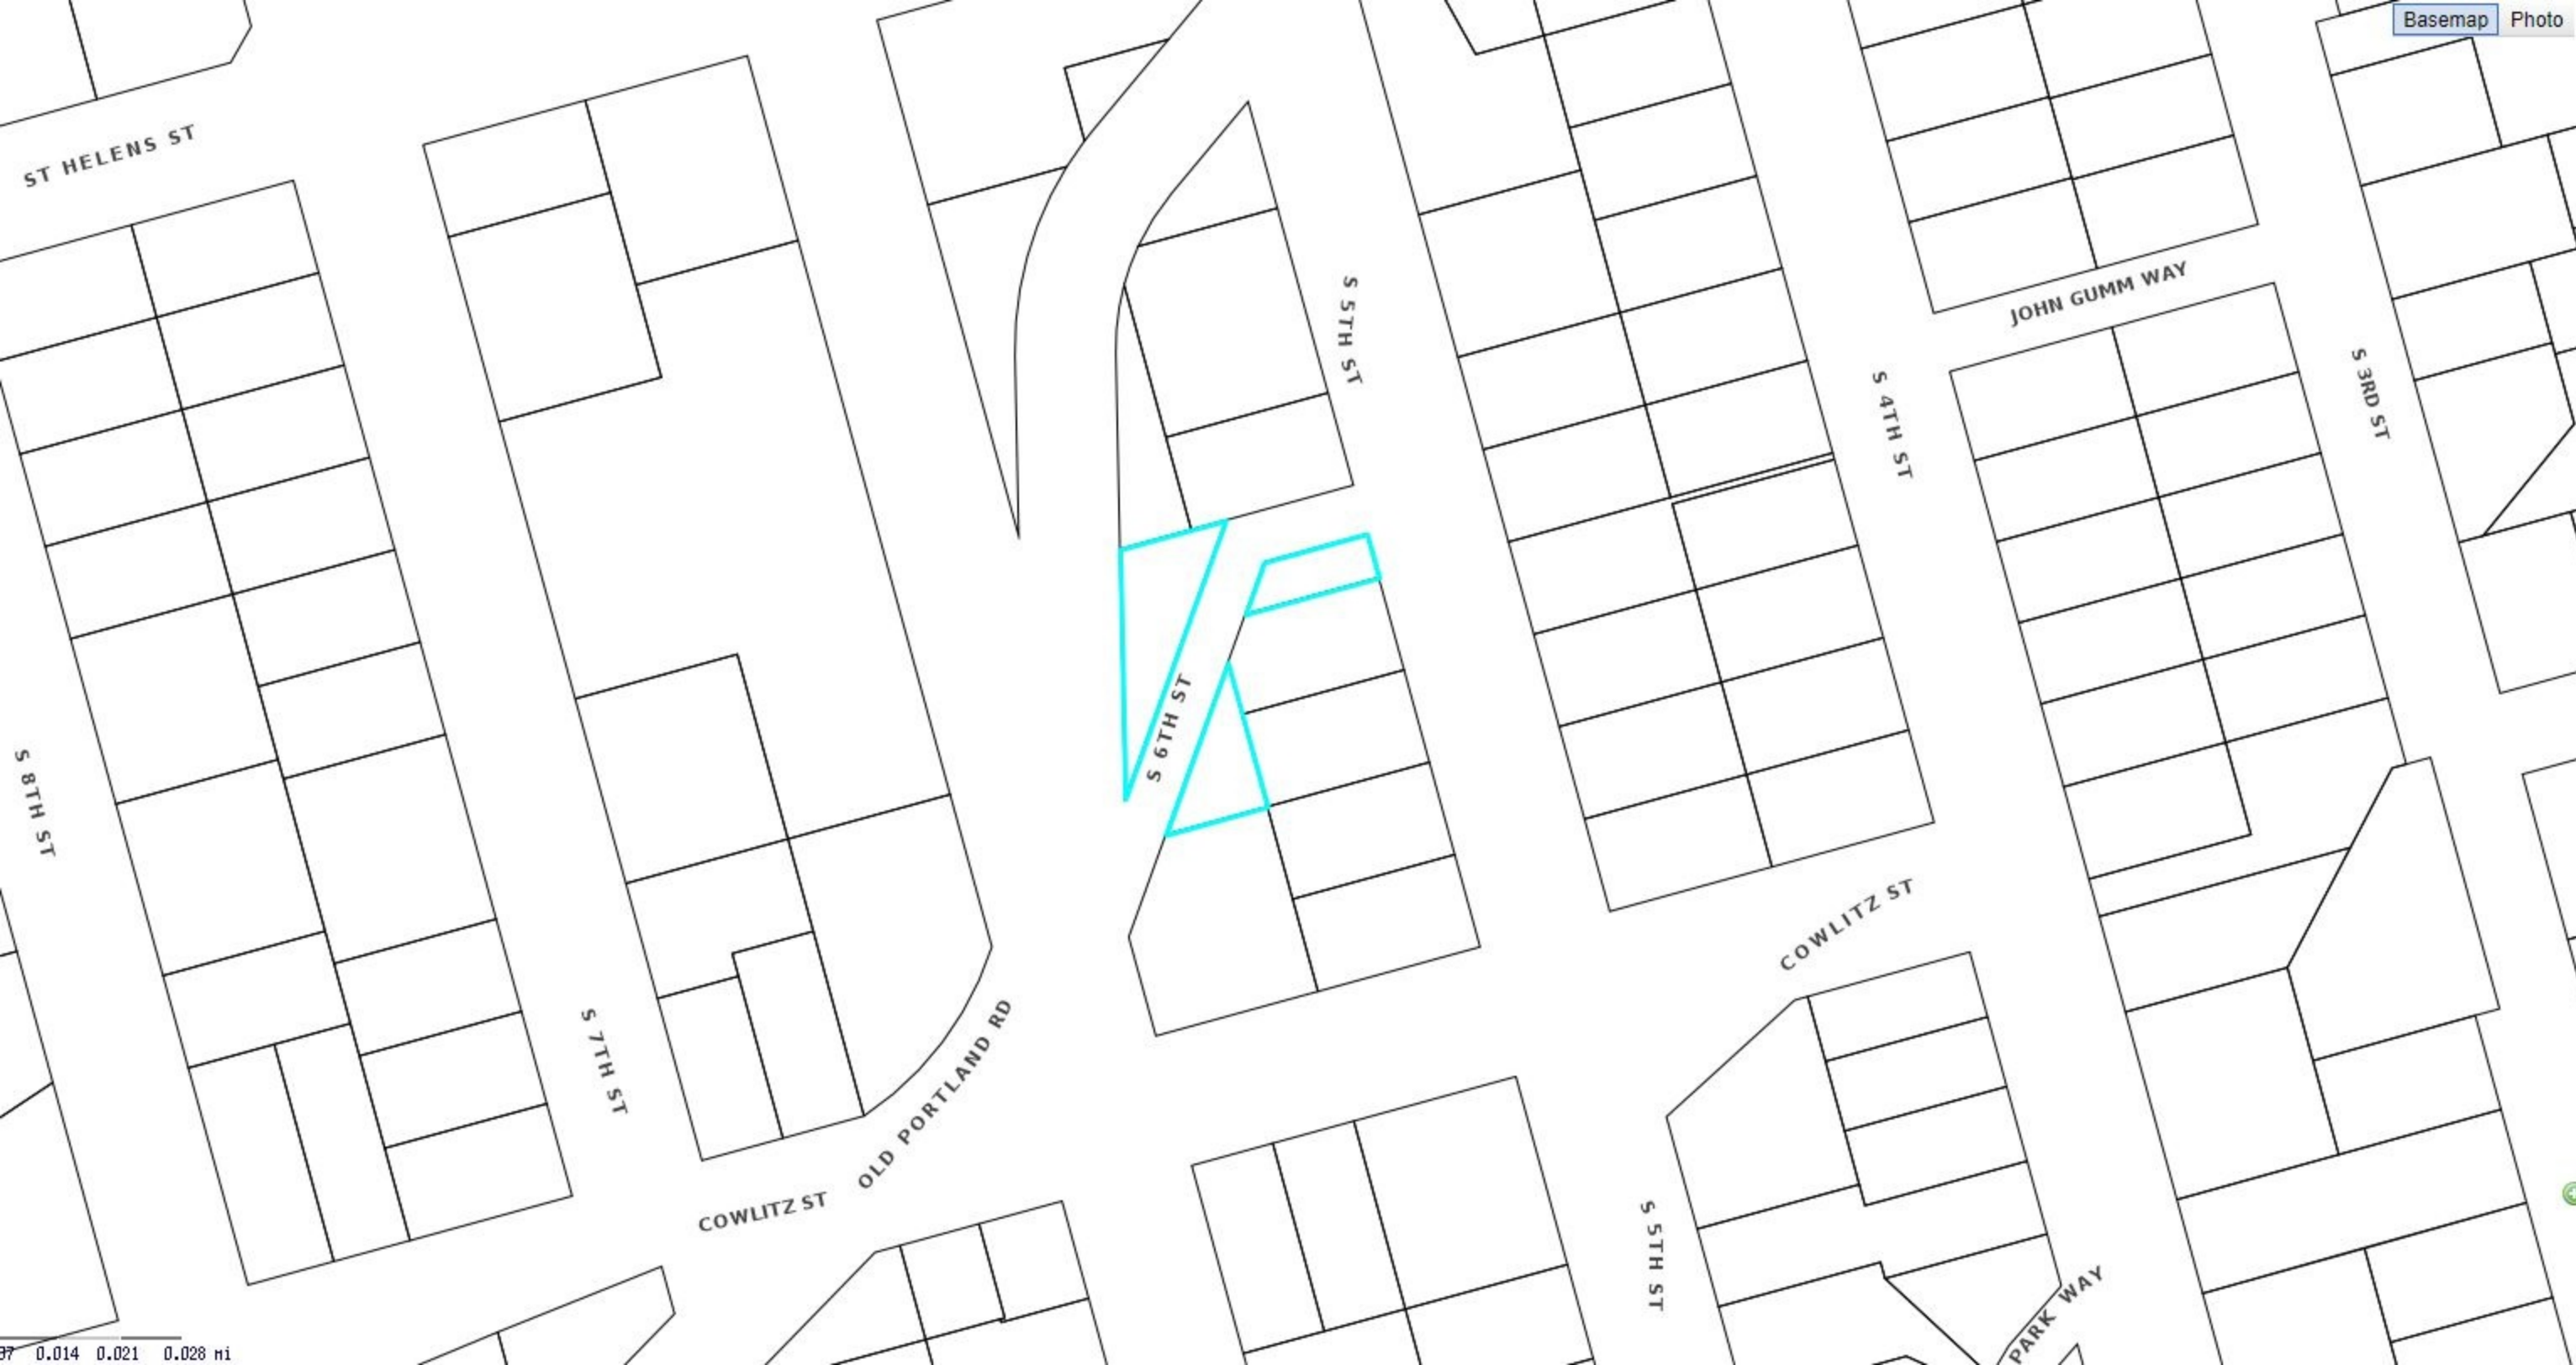 Basemap Photo
ST HELENS ST
JOHN GUMM WAY
S 5TH ST
S 3RD ST
S 4TH ST
S 6TH ST
S 8TH ST
COWLITZ ST
S 7TH ST
OLD PORTLAND RD
COWLITZ ST
S 5TH ST
PARK WAY
0.014 0.021 0.028 mi